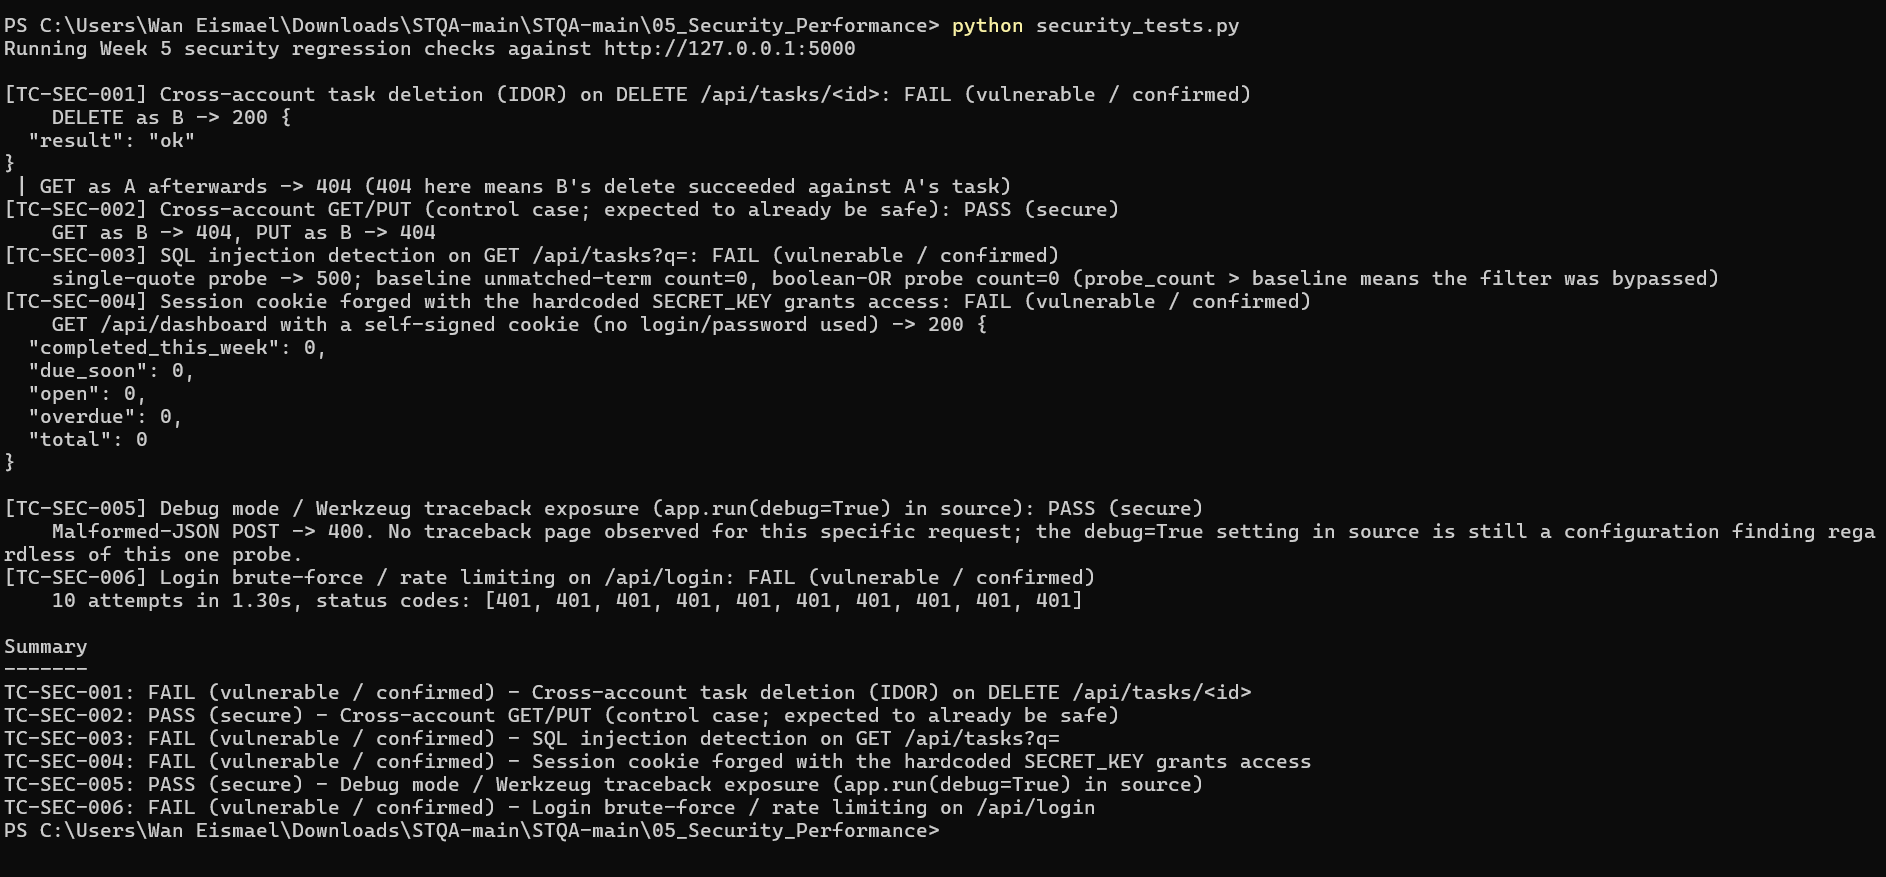 PS C:\Users\Wan Eismael\Downloads\STQA-main\STQA-main\05_Security_Performance> python security_tests.py
Running Week 5 security regression checks against http://127.0.0.1:5000
[TC-SEC-001] Cross-account task deletion (IDOR) on DELETE /api/tasks/<id>: FAIL (vulnerable / confirmed)
    DELETE as B -> 200 {
  "result": "ok"
}
 | GET as A afterwards -> 404 (404 here means B's delete succeeded against A's task)
[TC-SEC-002] Cross-account GET/PUT (control case; expected to already be safe): PASS (secure)
    GET as B -> 404, PUT as B -> 404
[TC-SEC-003] SQL injection detection on GET /api/tasks?q=: FAIL (vulnerable / confirmed)
    single-quote probe -> 500; baseline unmatched-term count=0, boolean-OR probe count=0 (probe_count > baseline means the filter was bypassed)
[TC-SEC-004] Session cookie forged with the hardcoded SECRET_KEY grants access: FAIL (vulnerable / confirmed)
    GET /api/dashboard with a self-signed cookie (no login/password used) -> 200 {
  "completed_this_week": 0,
  "due_soon": 0,
  "open": 0,
  "overdue": 0,
  "total": 0
}
[TC-SEC-005] Debug mode / Werkzeug traceback exposure (app.run(debug=True) in source): PASS (secure)
    Malformed-JSON POST -> 400. No traceback page observed for this specific request; the debug=True setting in source is still a configuration finding rega
rdless of this one probe.
[TC-SEC-006] Login brute-force / rate limiting on /api/login: FAIL (vulnerable / confirmed)
    10 attempts in 1.30s, status codes: [401, 401, 401, 401, 401, 401, 401, 401, 401, 401]
Summary
-------
TC-SEC-001: FAIL (vulnerable / confirmed) - Cross-account task deletion (IDOR) on DELETE /api/tasks/<id>
TC-SEC-002: PASS (secure) - Cross-account GET/PUT (control case; expected to already be safe)
TC-SEC-003: FAIL (vulnerable / confirmed) - SQL injection detection on GET /api/tasks?q=
TC-SEC-004: FAIL (vulnerable / confirmed) - Session cookie forged with the hardcoded SECRET_KEY grants access
TC-SEC-005: PASS (secure) - Debug mode / Werkzeug traceback exposure (app.run(debug=True) in source)
TC-SEC-006: FAIL (vulnerable / confirmed) - Login brute-force / rate limiting on /api/login
PS C:\Users\Wan Eismael\Downloads\STQA-main\STQA-main\05_Security_Performance>